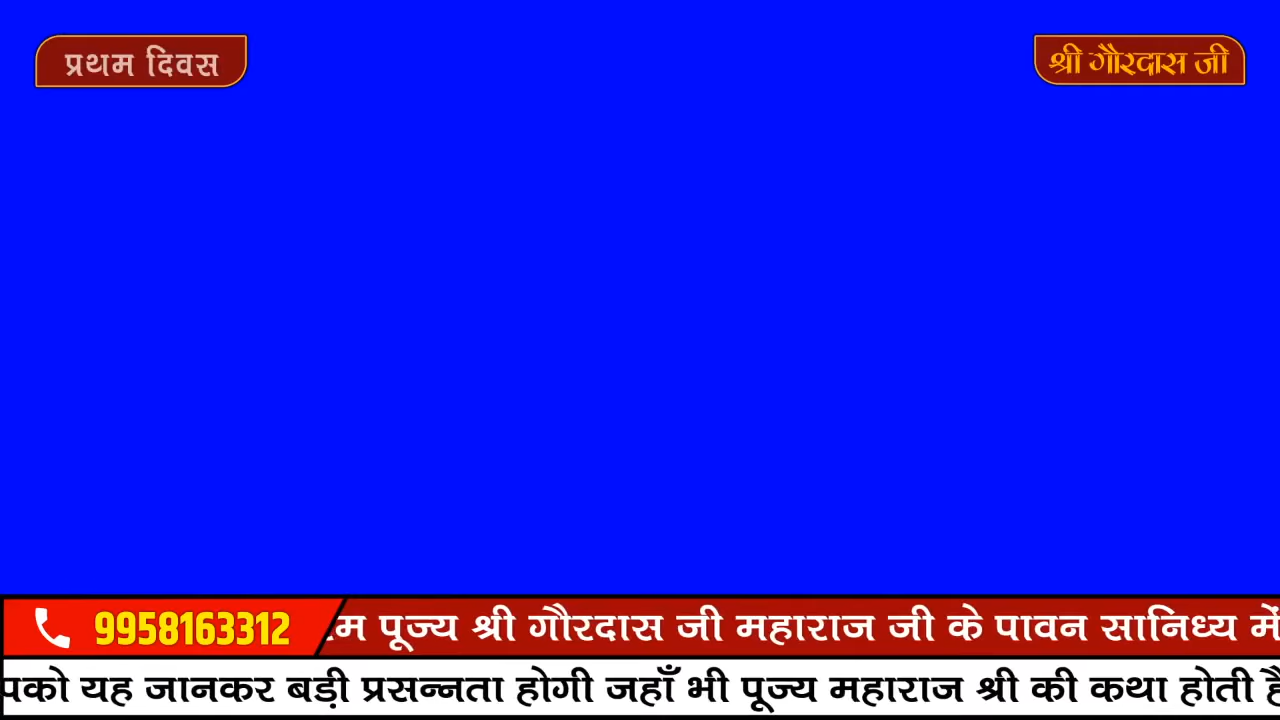 प्रथम दिवस
श्री गौरदास जी
9958163312
पूज्य श्री गौरदास जी महाराज जी के पावन सानिध्य में
यह जानकर बड़ी प्रसन्नता होगी जहाँ भी पूज्य महाराज श्री की कथा होती है